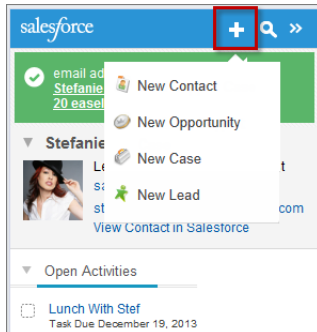 salesforce
email ad
Stefanie
20 easel
New Contact
New Opportunity
New Case
New Lead
Stefanie
Le t
sa
st com
View Contact in Salesforce
Open Activities
Lunch With Stef
Task Due December 19, 2013